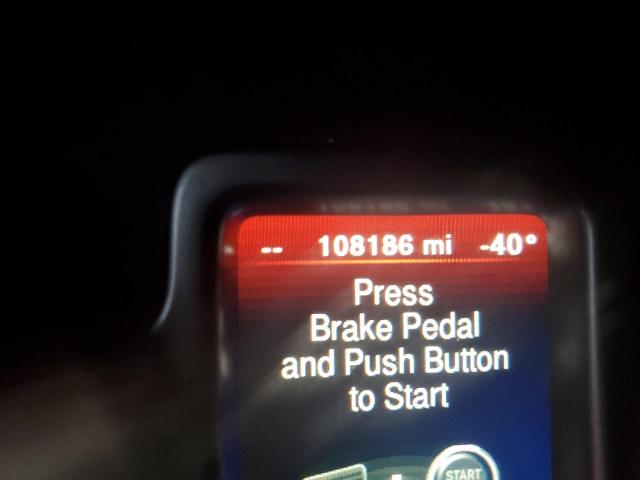 -- 108186 mi -40°
Press
Brake Pedal
and Push Button
to Start
START